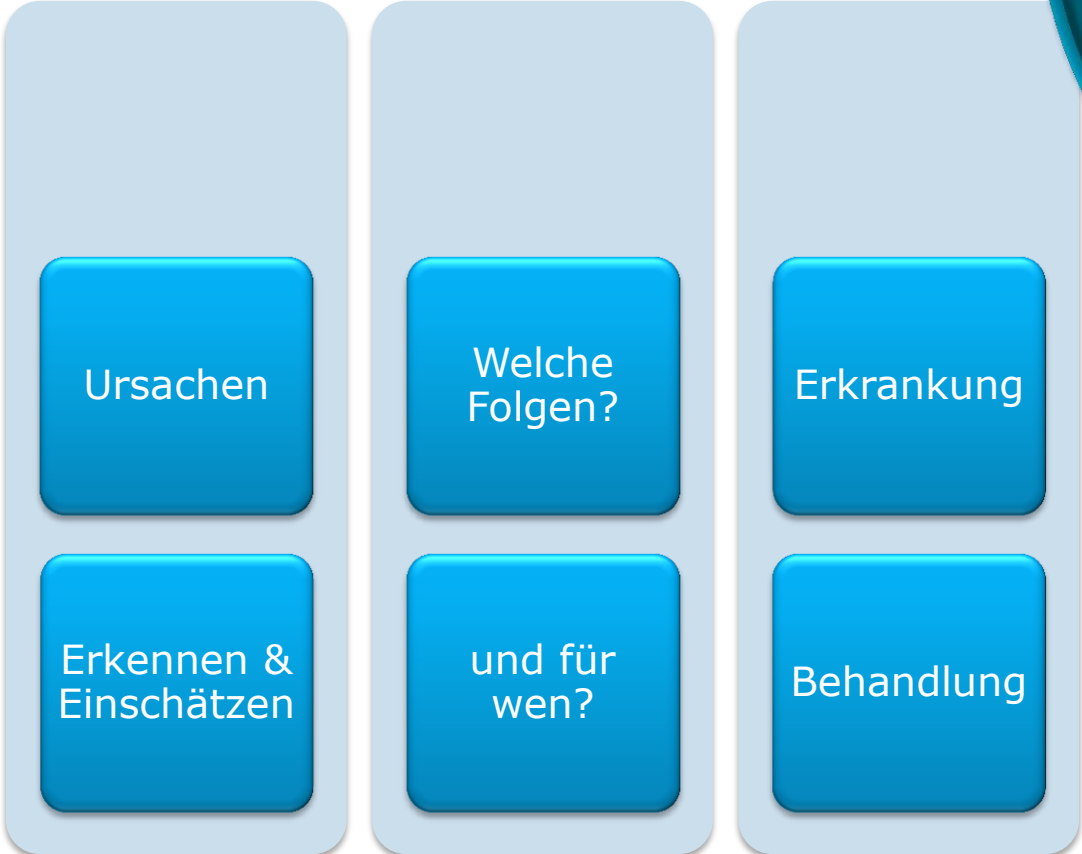 Ursachen
Welche
Folgen?
Erkrankung
Erkennen &
Einschätzen
und für
wen?
Behandlung